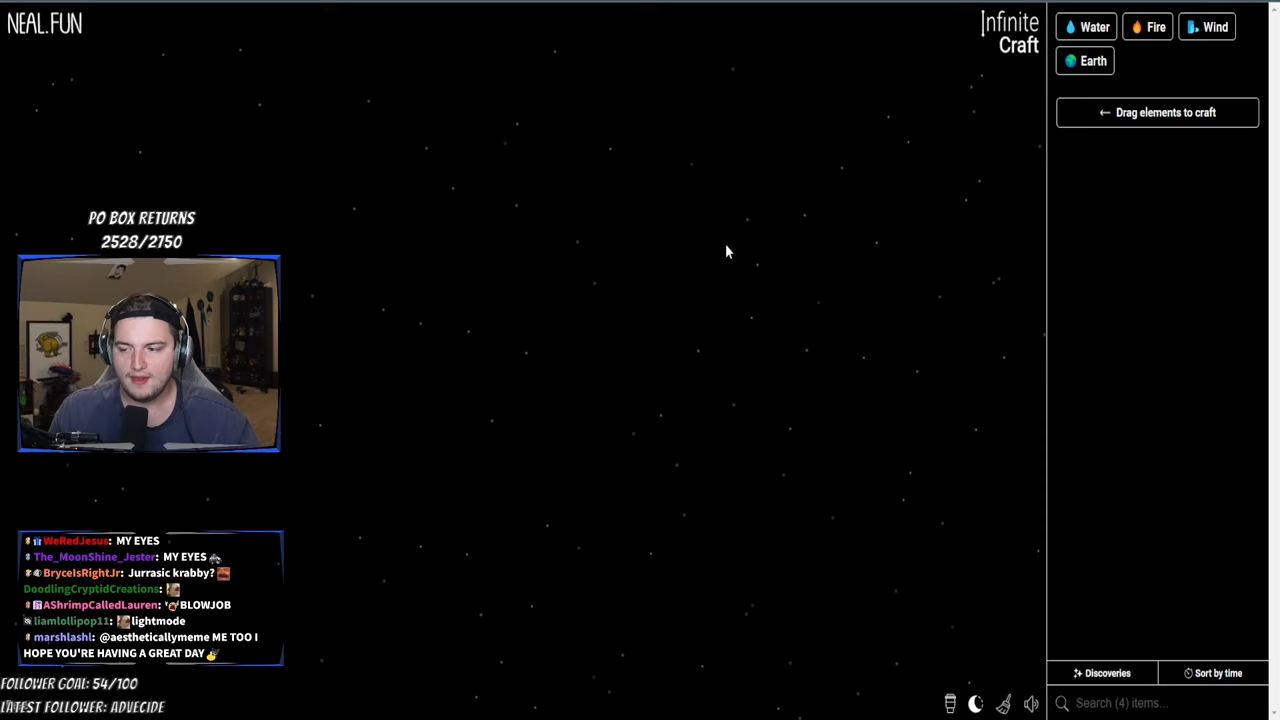 NEAL.FUN
Infinite
Craft
Water
Fire
Wind
Earth
← Drag elements to craft
PO BOX RETURNS
2528/2750
WeRedJesus: MY EYES
The_MoonShine_Jester: MY EYES
BryceIsRightJr: Jurrasic krabby?
DoodlingCryptidCreations:
AShrimpCalledLauren: BLOWJOB
liamlollipop11: lightmode
marshlashl: @aestheticallymeme ME TOO I
HOPE YOU'RE HAVING A GREAT DAY
FOLLOWER GOAL: 54/100
LATEST FOLLOWER: ADVECIDE
Discoveries
Sort by time
Search (4) items...